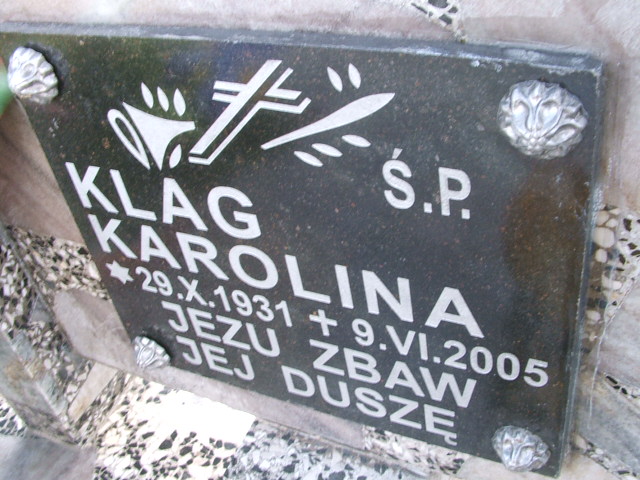 Ś.P.
KLAG
KAROLINA
29.X.1931 + 9.VI.2005
JEZU ZBAW
JEJ DUSZĘ